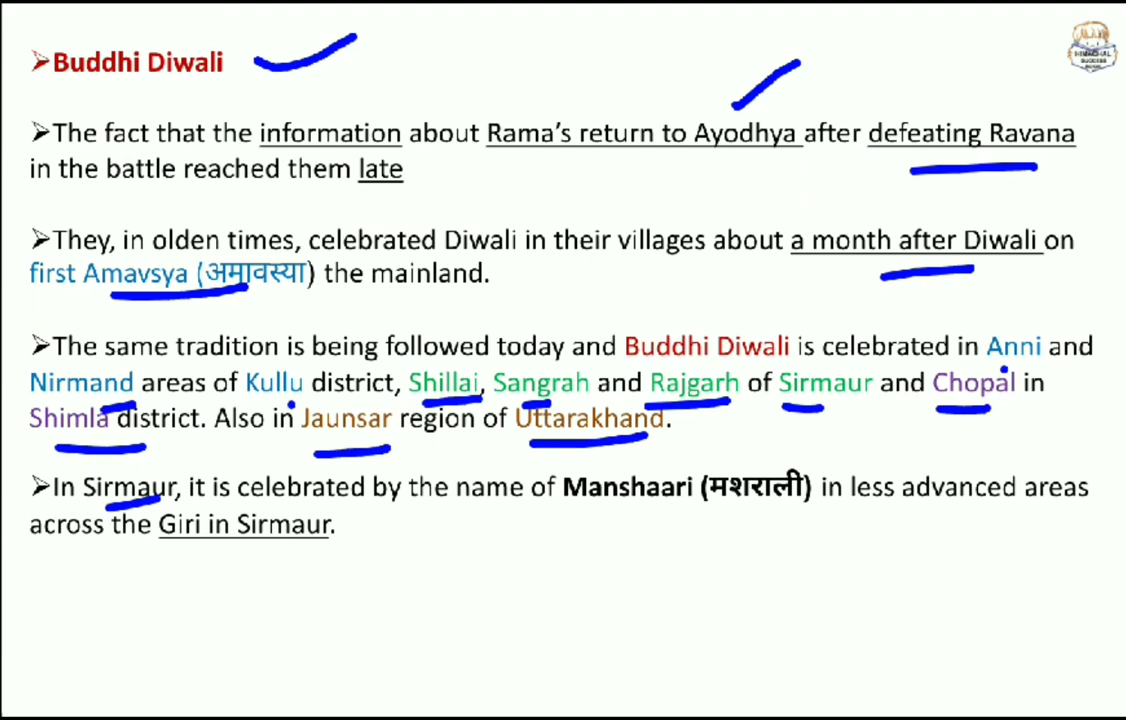 ➢Buddhi Diwali
➢The fact that the information about Rama's return to Ayodhya after defeating Ravana
in the battle reached them late
➢They, in olden times, celebrated Diwali in their villages about a month after Diwali on
first Amavsya (अमावस्या) the mainland.
➢The same tradition is being followed today and Buddhi Diwali is celebrated in Anni and
Nirmand areas of Kullu district, Shillai, Sangrah and Rajgarh of Sirmaur and Chopal in
Shimla district. Also in Jaunsar region of Uttarakhand.
➢In Sirmaur, it is celebrated by the name of Manshaari (मशराली) in less advanced areas
across the Giri in Sirmaur.
HIMACHAL
SUCCESS